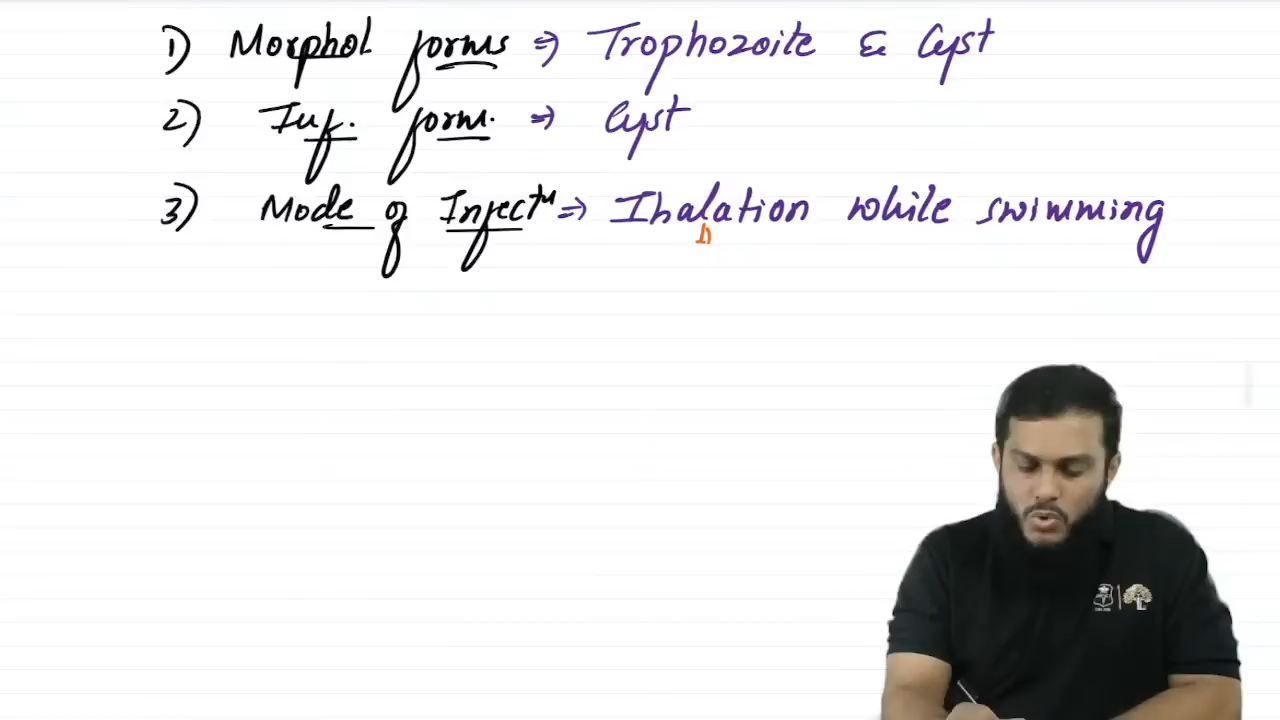 1) Morphol forms ⇒ Trophozoite & Cyst
2) Inf. form. ⇒ Cyst
3) Mode of Infectⁿ ⇒ Ihalation while swimming
n